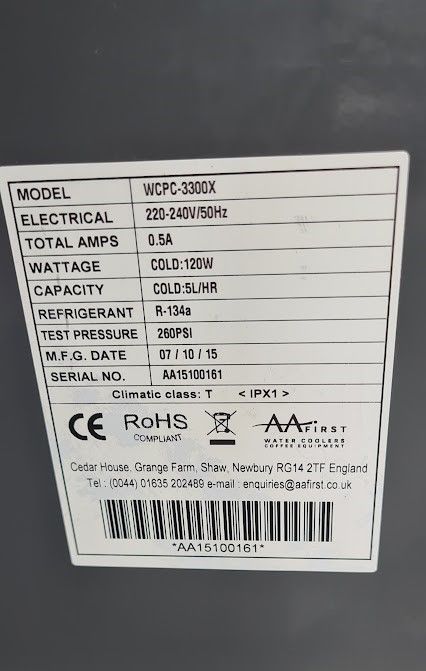 MODEL WCPC-3300X
ELECTRICAL 220-240V/50Hz
TOTAL AMPS 0.5A
WATTAGE COLD:120W
CAPACITY COLD:5L/HR
REFRIGERANT R-134a
TEST PRESSURE 260PSI
M.F.G. DATE 07 / 10 / 15
SERIAL NO. AA15100161
Climatic class: T < IPX1 >
CE RoHS COMPLIANT AA FIRST
WATER COOLERS
COFFEE EQUIPMENT
Cedar House, Grange Farm, Shaw, Newbury RG14 2TF England
Tel : (0044) 01635 202489 e-mail : enquiries@aafirst.co.uk
*AA15100161*